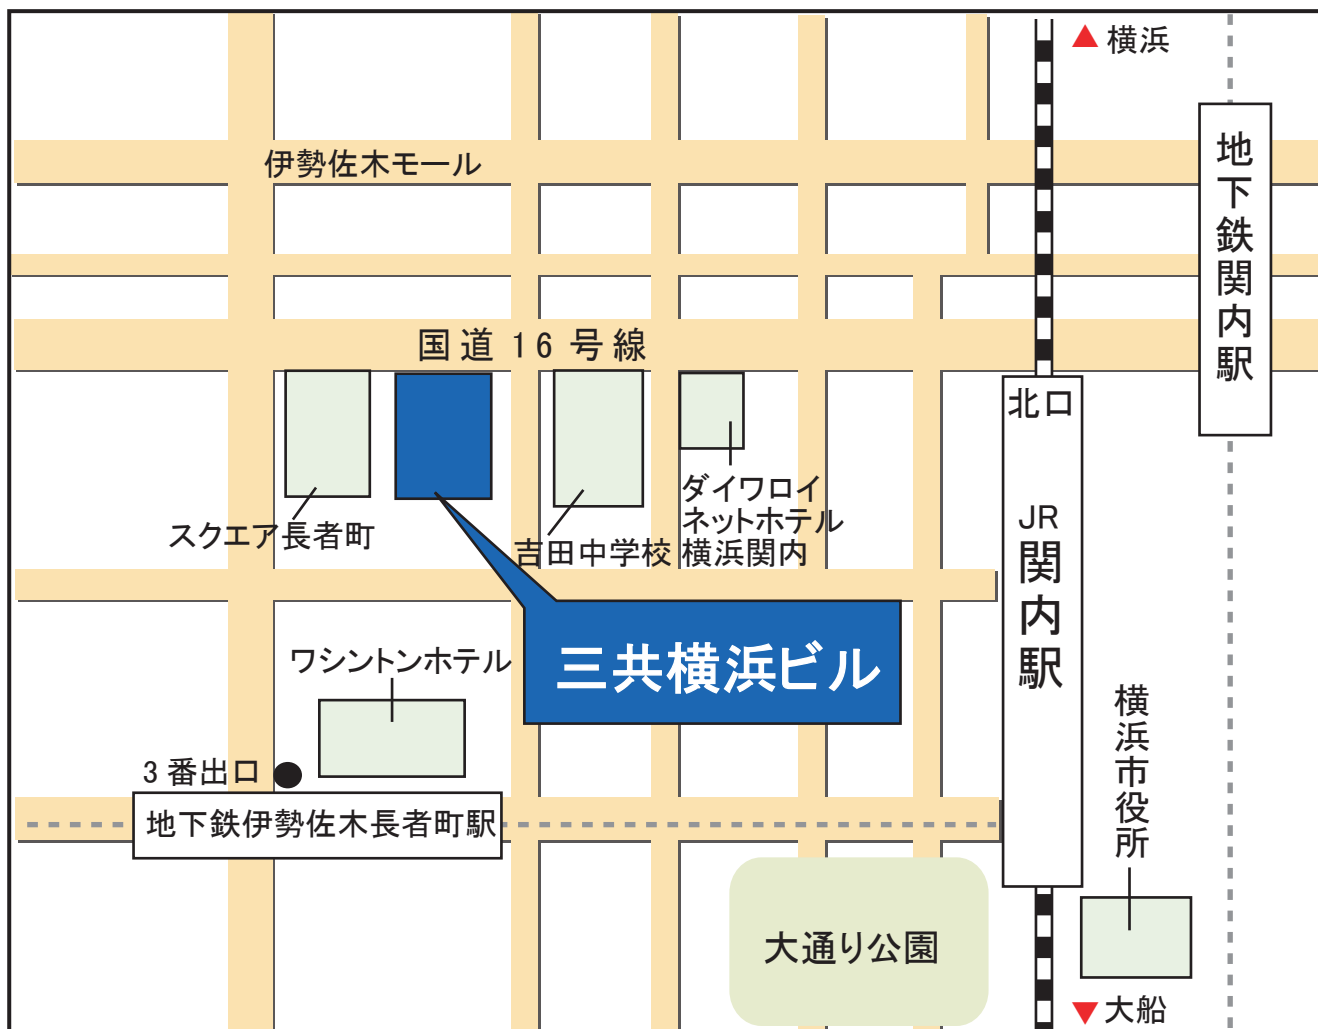 横浜
伊勢佐木モール
地下鉄関内駅
国道16号線
北口
JR
関内駅
スクエア長者町
吉田中学校
ダイワロイ
ネットホテル
横浜関内
三共横浜ビル
ワシントンホテル
3番出口
地下鉄伊勢佐木長者町駅
横浜市役所
大通り公園
大船